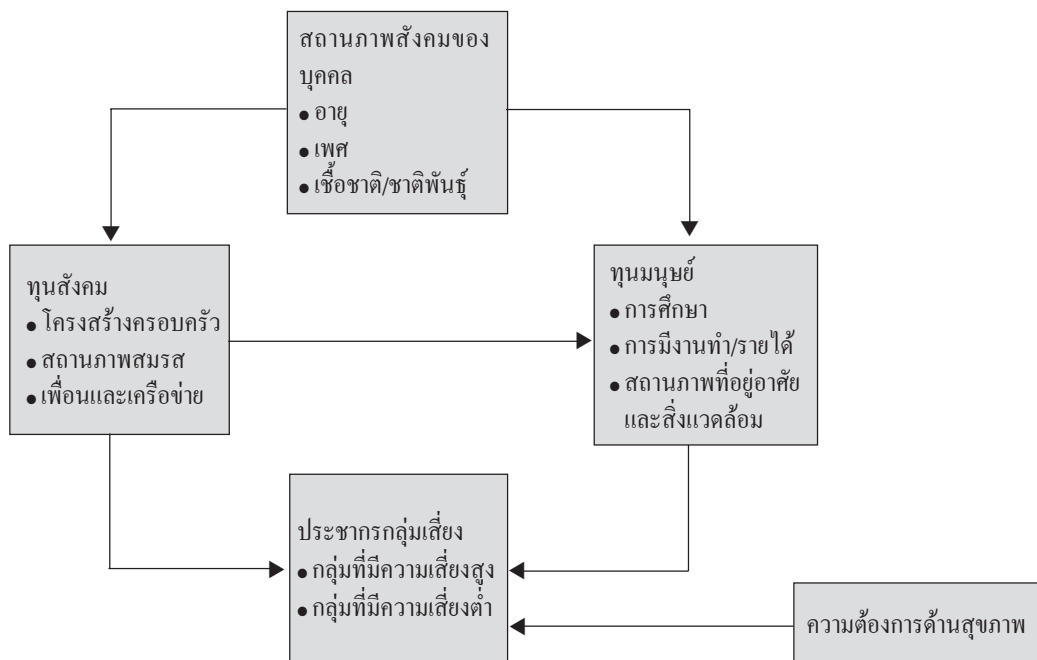 สถานภาพสังคมของ
บุคคล
● อายุ
● เพศ
● เชื้อชาติ/ชาติพันธุ์
ทุนสังคม
● โครงสร้างครอบครัว
● สถานภาพสมรส
● เพื่อนและเครือข่าย
ทุนมนุษย์
● การศึกษา
● การมีงานทำ/รายได้
● สถานภาพที่อยู่อาศัย
และสิ่งแวดล้อม
ประชากรกลุ่มเสี่ยง
● กลุ่มที่มีความเสี่ยงสูง
● กลุ่มที่มีความเสี่ยงต่ำ
ความต้องการด้านสุขภาพ